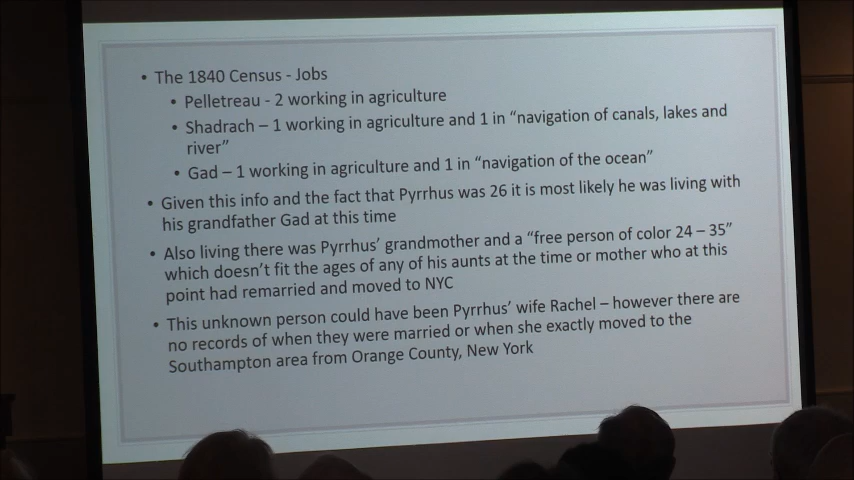 • The 1840 Census - Jobs
• Pelletreau - 2 working in agriculture
• Shadrach – 1 working in agriculture and 1 in “navigation of canals, lakes and
river”
• Gad – 1 working in agriculture and 1 in “navigation of the ocean”
• Given this info and the fact that Pyrrhus was 26 it is most likely he was living with
his grandfather Gad at this time
• Also living there was Pyrrhus’ grandmother and a “free person of color 24 – 35”
which doesn’t fit the ages of any of his aunts at the time or mother who at this
point had remarried and moved to NYC
• This unknown person could have been Pyrrhus’ wife Rachel – however there are
no records of when they were married or when she exactly moved to the
Southampton area from Orange County, New York